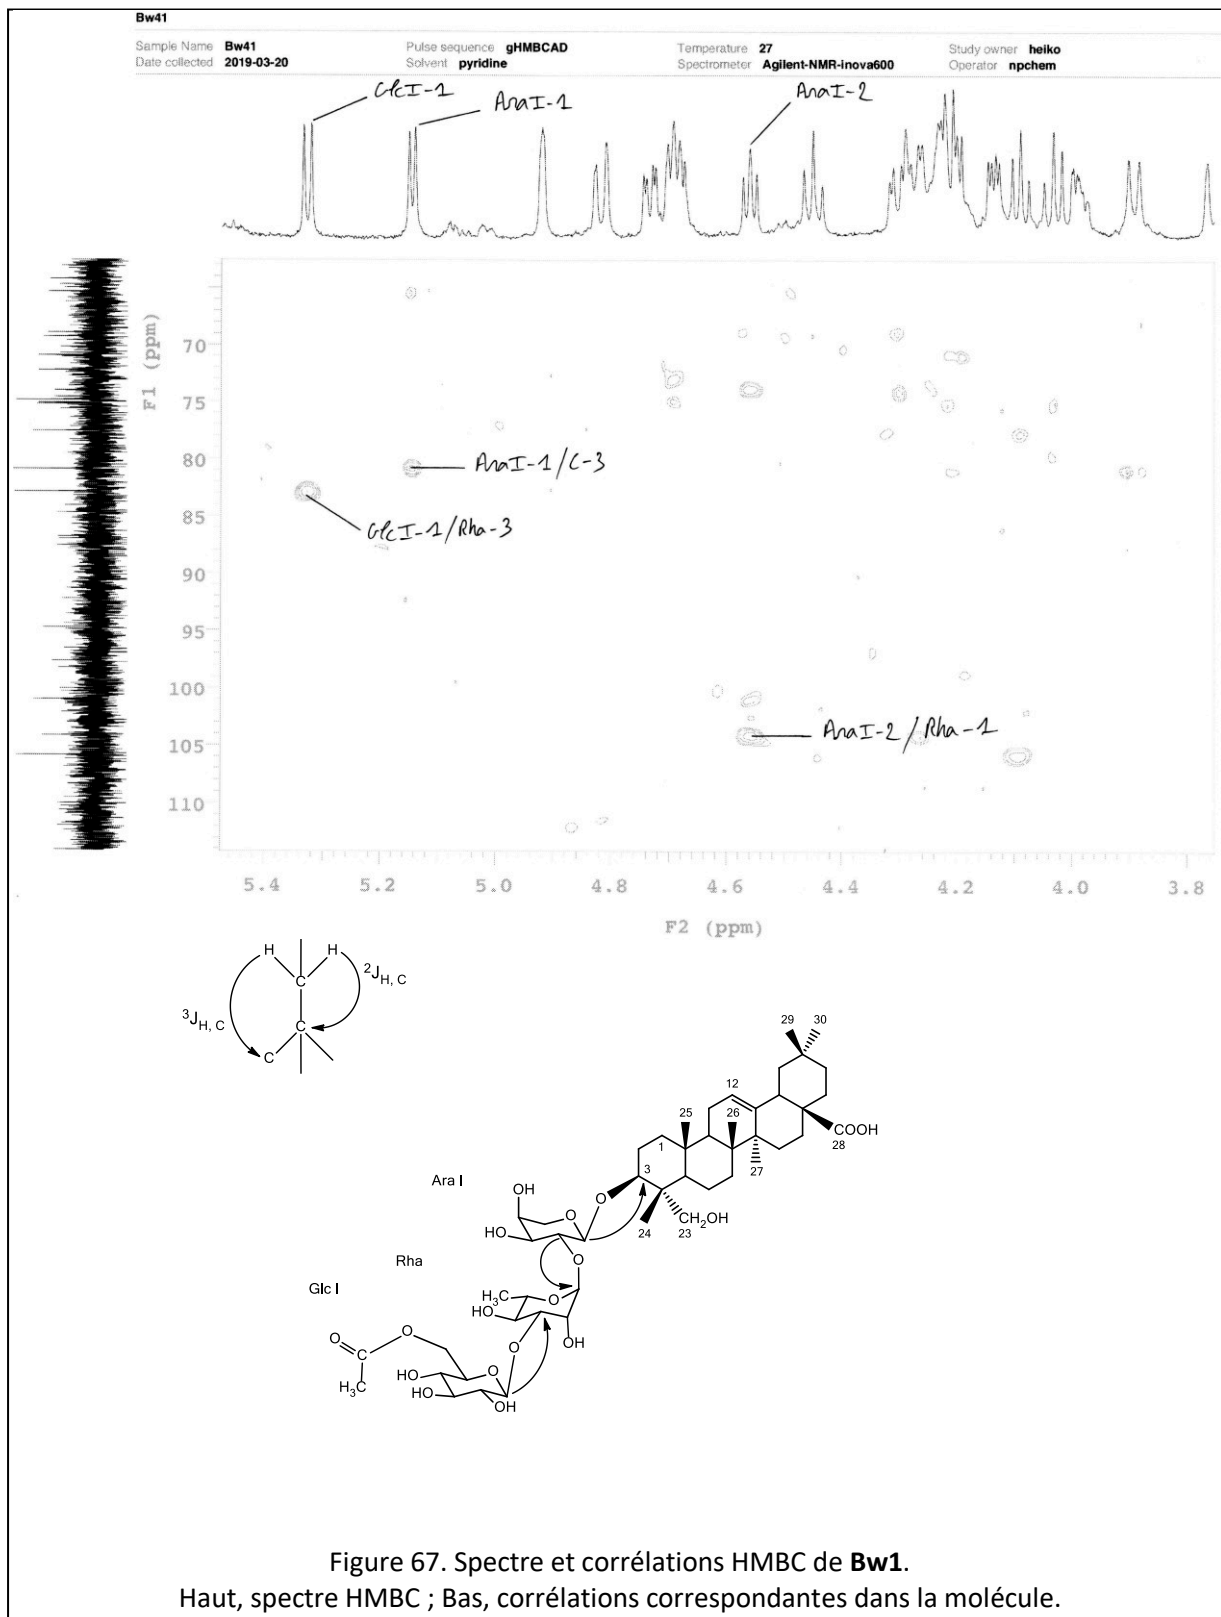 Bw41
Sample Name Bw41 Pulse sequence gHMBCAD Temperature 27 Study owner heiko
Date collected 2019-03-20 Solvent pyridine Spectrometer Agilent-NMR-inova600 Operator npchem
GlcI-1
AraI-1
AraI-2
F1 (ppm)
70
75
80
85
90
95
100
105
110
AraI-1/C-3
GlcI-1/Rha-3
AraI-2/Rha-1
5.4 5.2 5.0 4.8 4.6 4.4 4.2 4.0 3.8
F2 (ppm)
H H
2J H, C
C
3J H, C
C
C
29 30
12
25 26
COOH
28
1
27
Ara I
3
OH
O
O
CH2OH
HO
24 23
O
Rha
H3C
O
Glc I
HO
O
OH
O
O
C
H3C
HO
O
HO
OH
Figure 67. Spectre et corrélations HMBC de Bw1.
Haut, spectre HMBC ; Bas, corrélations correspondantes dans la molécule.